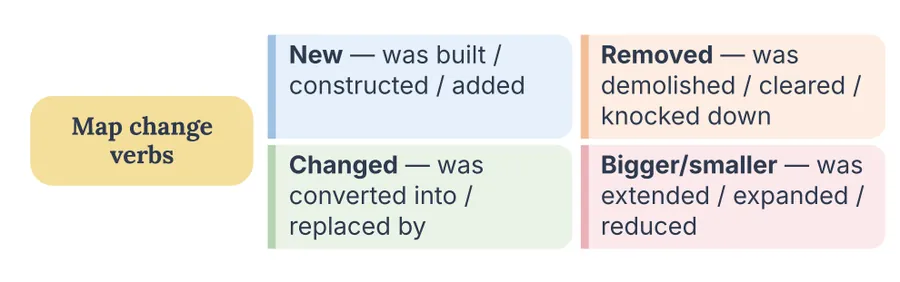 Map change
verbs
New — was built /
constructed / added
Removed — was
demolished / cleared /
knocked down
Changed — was
converted into /
replaced by
Bigger/smaller — was
extended / expanded /
reduced